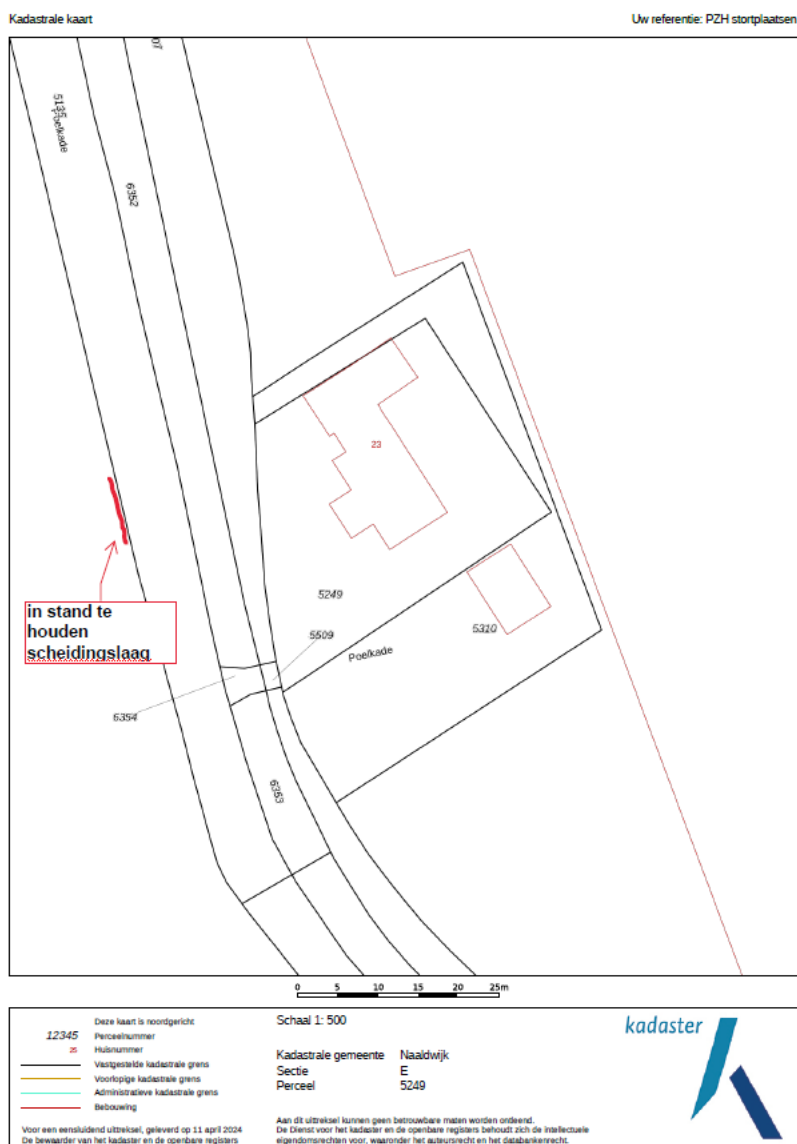 Kadastrale kaart
Uw referentie: PZH stortplaatsen
07
5135
Poelkade
6352
23
in stand te
houden
scheidingslaag
5249
5509
5310
Poelkade
6354
6353
0 5 10 15 20 25m
Deze kaart is noordgericht
12345 Perceelnummer
25 Huisnummer
Vastgestelde kadastrale grens
Voorlopige kadastrale grens
Administratieve kadastrale grens
Bebouwing
Voor een eensluidend uittreksel, geleverd op 11 april 2024
De bewaarder van het kadaster en de openbare registers
Schaal 1: 500
Kadastrale gemeente Naaldwijk
Sectie E
Perceel 5249
Aan dit uittreksel kunnen geen betrouwbare maten worden ontleend.
De Dienst voor het kadaster en de openbare registers behoudt zich de intellectuele
eigendomsrechten voor, waaronder het auteursrecht en het databankenrecht.
kadaster